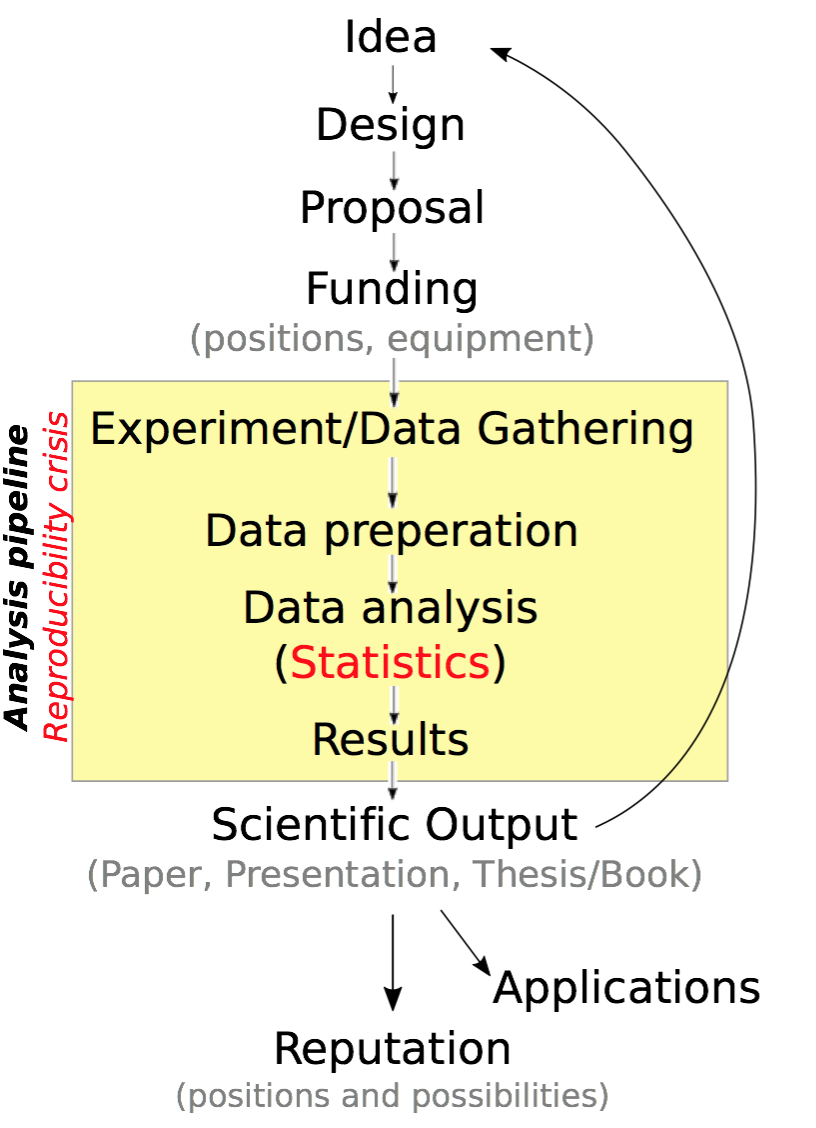 Idea
Design
Proposal
Funding
(positions, equipment)
Analysis pipeline
Reproducibility crisis
Experiment/Data Gathering
Data preperation
Data analysis
(Statistics)
Results
Scientific Output
(Paper, Presentation, Thesis/Book)
Applications
Reputation
(positions and possibilities)